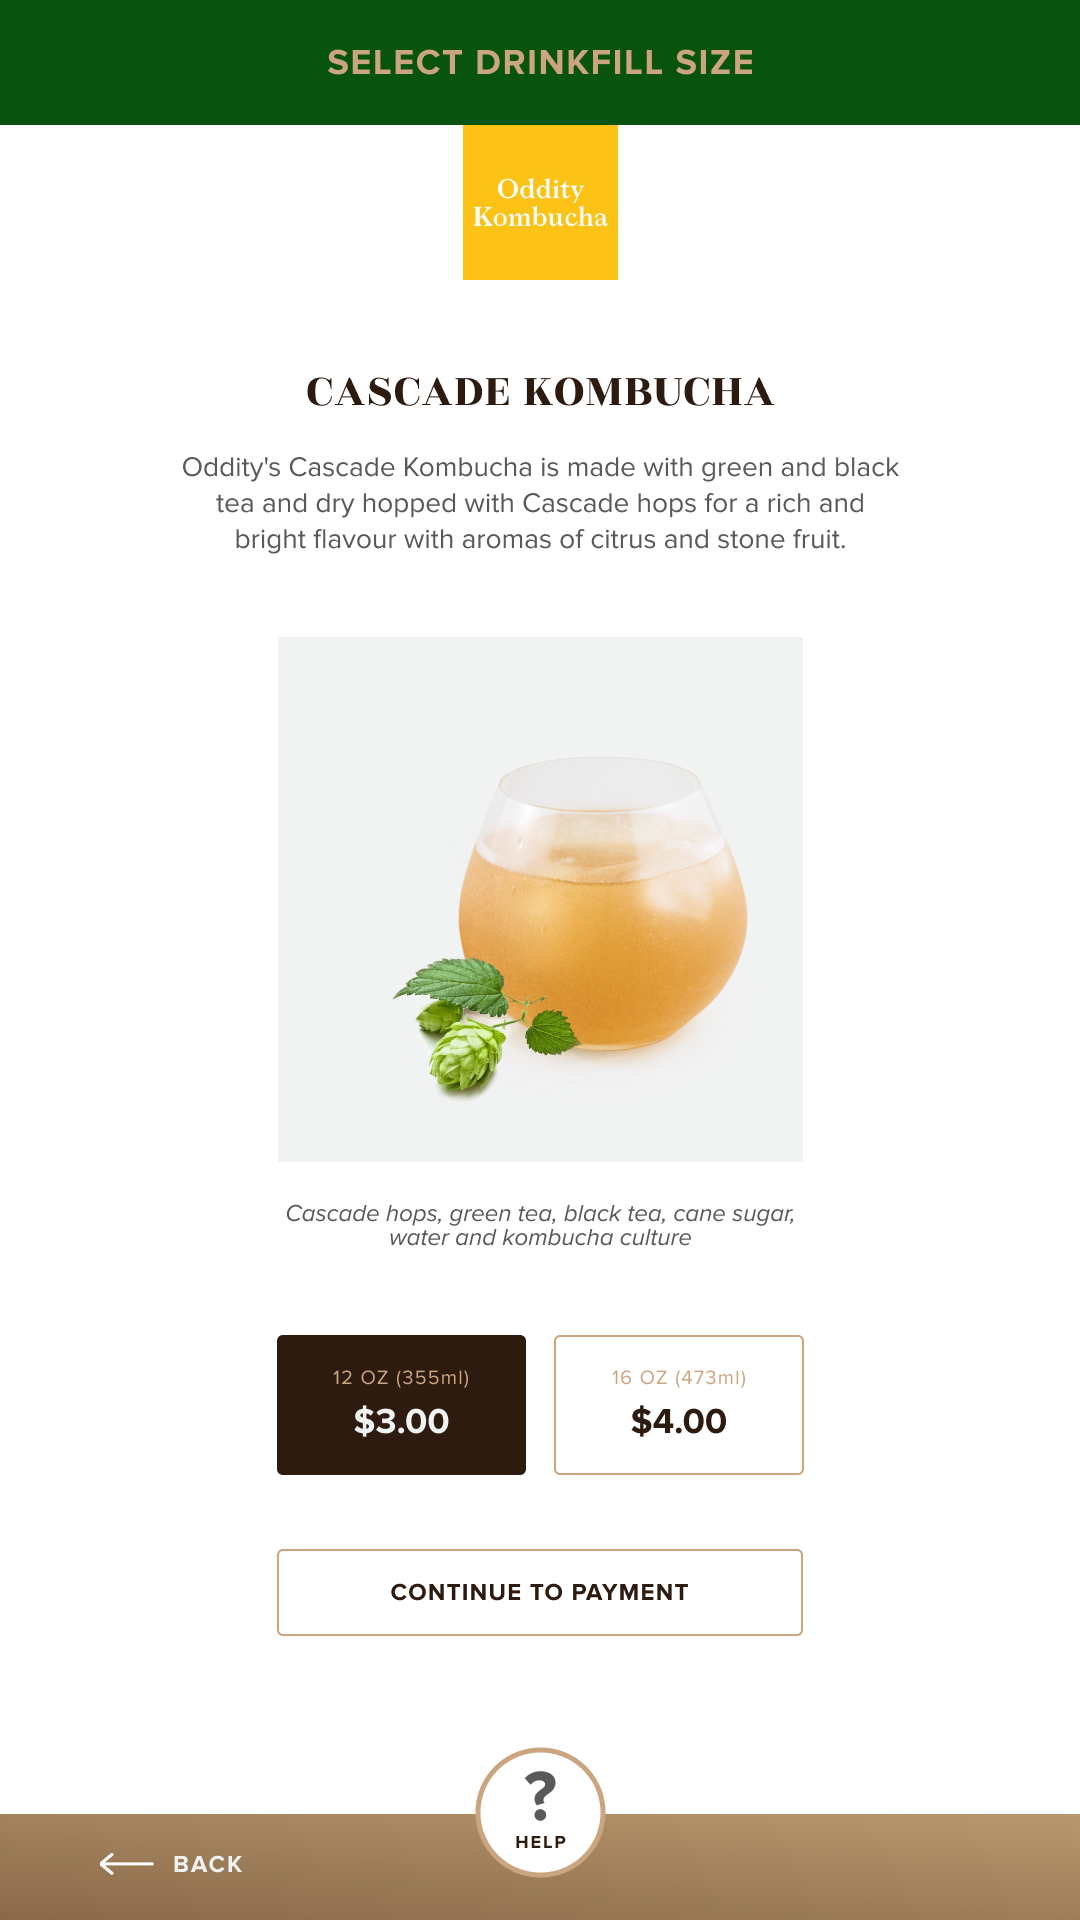 SELECT DRINKFILL SIZE
Oddity
Kombucha
CASCADE KOMBUCHA
Oddity's Cascade Kombucha is made with green and black
tea and dry hopped with Cascade hops for a rich and
bright flavour with aromas of citrus and stone fruit.
Cascade hops, green tea, black tea, cane sugar,
water and kombucha culture
12 OZ (355ml)
$3.00
16 OZ (473ml)
$4.00
CONTINUE TO PAYMENT
?
HELP
BACK